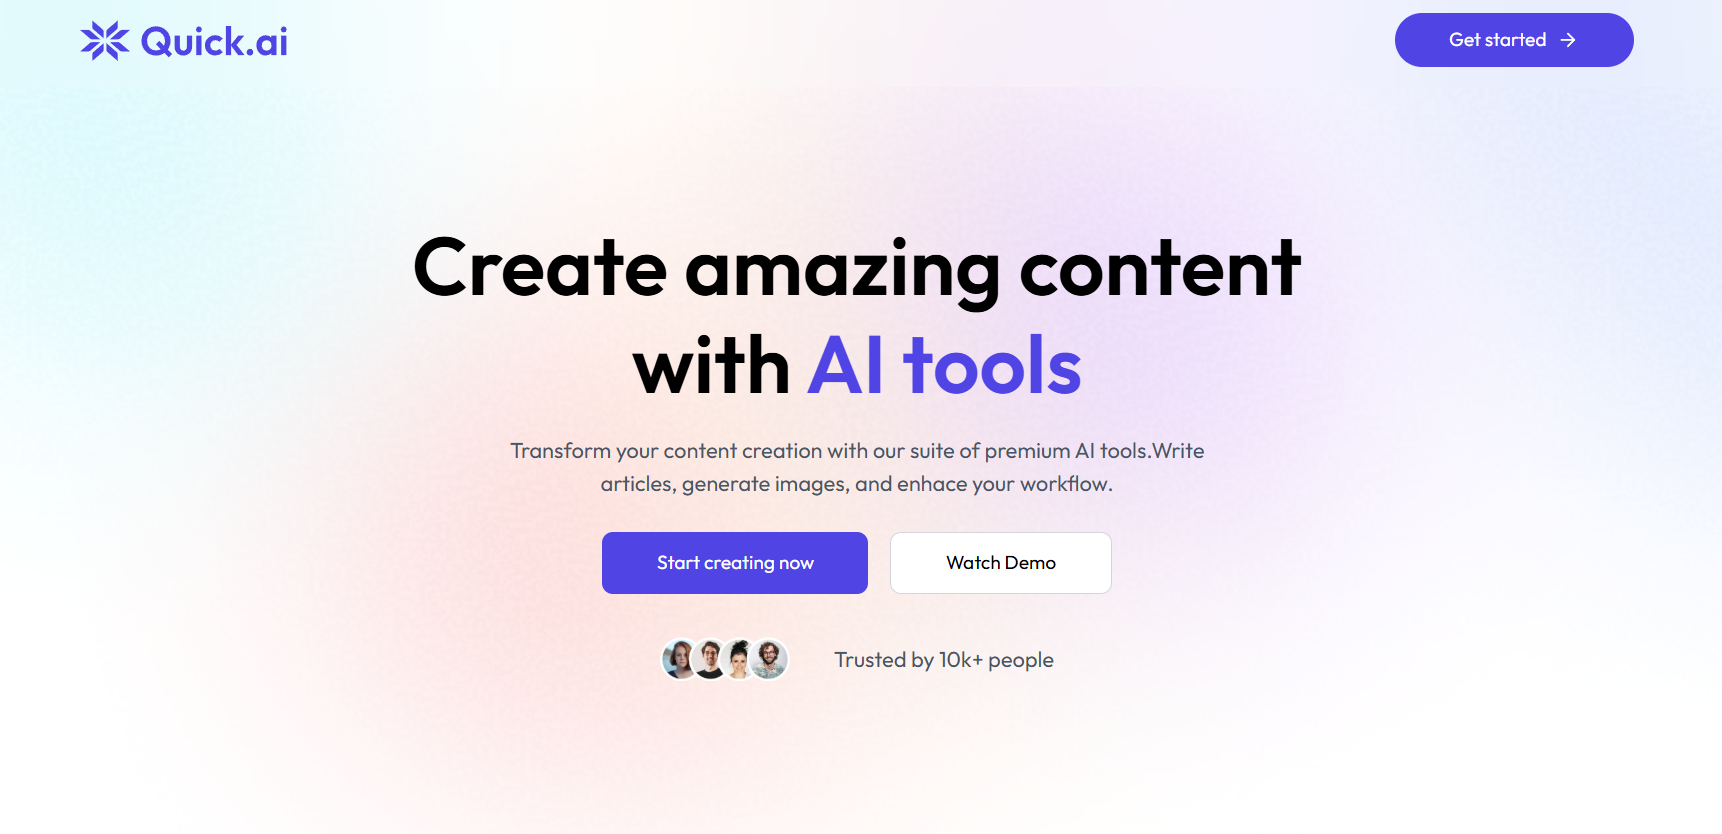 Quick.ai
Get started
Create amazing content
with AI tools
Transform your content creation with our suite of premium AI tools.Write
articles, generate images, and enhace your workflow.
Start creating now
Watch Demo
Trusted by 10k+ people